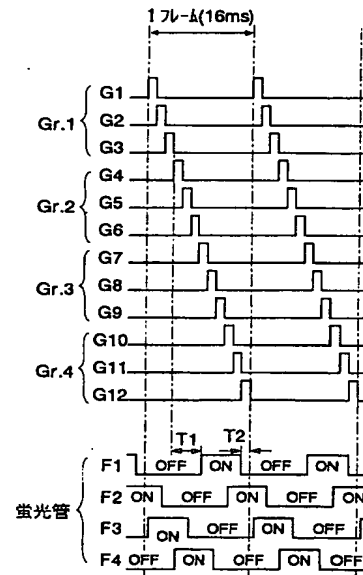 1 フレーム(16ms)
Gr.1
G1
G2
G3
Gr.2
G4
G5
G6
Gr.3
G7
G8
G9
Gr.4
G10
G11
G12
T1
T2
蛍光管
F1 OFF ON OFF ON
F2 ON OFF ON OFF ON
F3 ON OFF ON OFF
F4 OFF ON OFF ON OFF